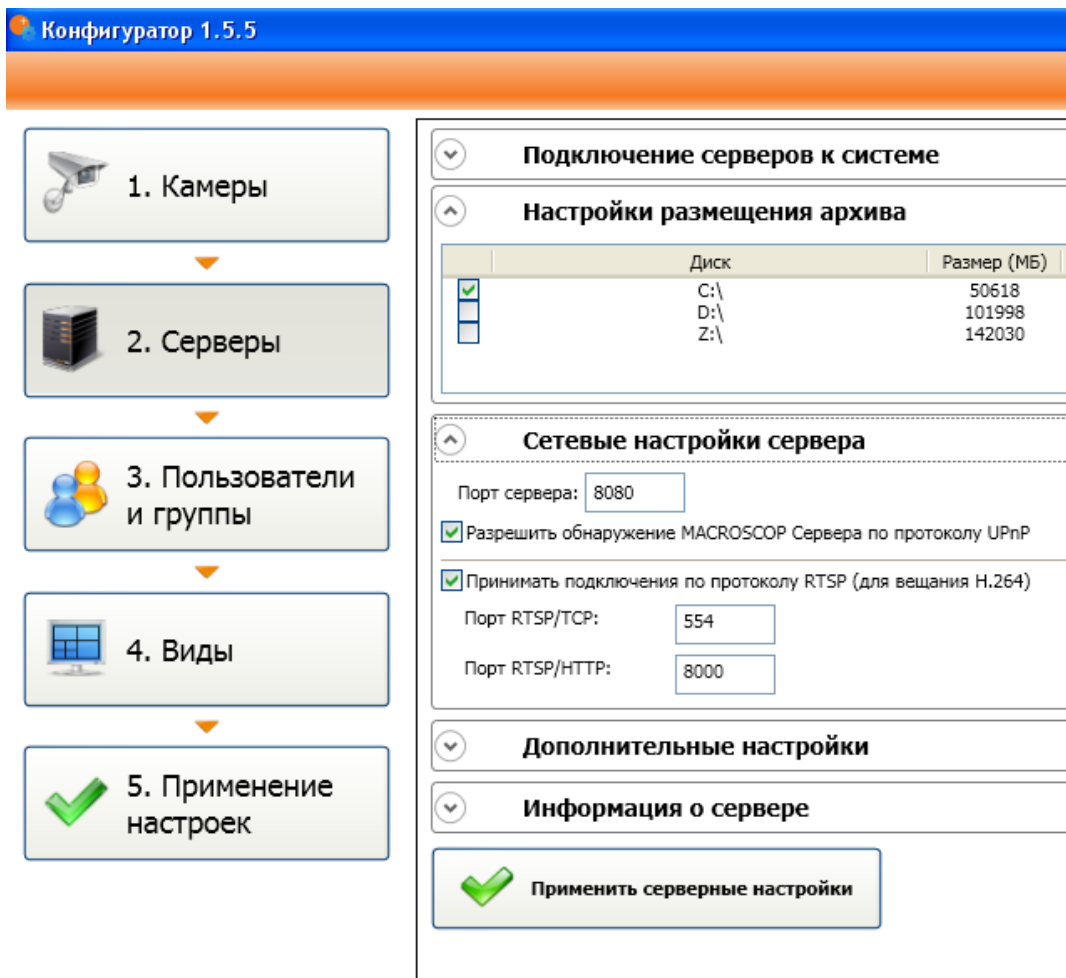 Конфигуратор 1.5.5
1. Камеры
2. Серверы
3. Пользователи
и группы
4. Виды
5. Применение
настроек
Подключение серверов к системе
Настройки размещения архива
Диск Размер (МБ)
C:\ 50618
D:\ 101998
Z:\ 142030
Сетевые настройки сервера
Порт сервера: 8080
Разрешить обнаружение MACROSCOP Сервера по протоколу UPnP
Принимать подключения по протоколу RTSP (для вещания H.264)
Порт RTSP/TCP: 554
Порт RTSP/HTTP: 8000
Дополнительные настройки
Информация о сервере
Применить серверные настройки